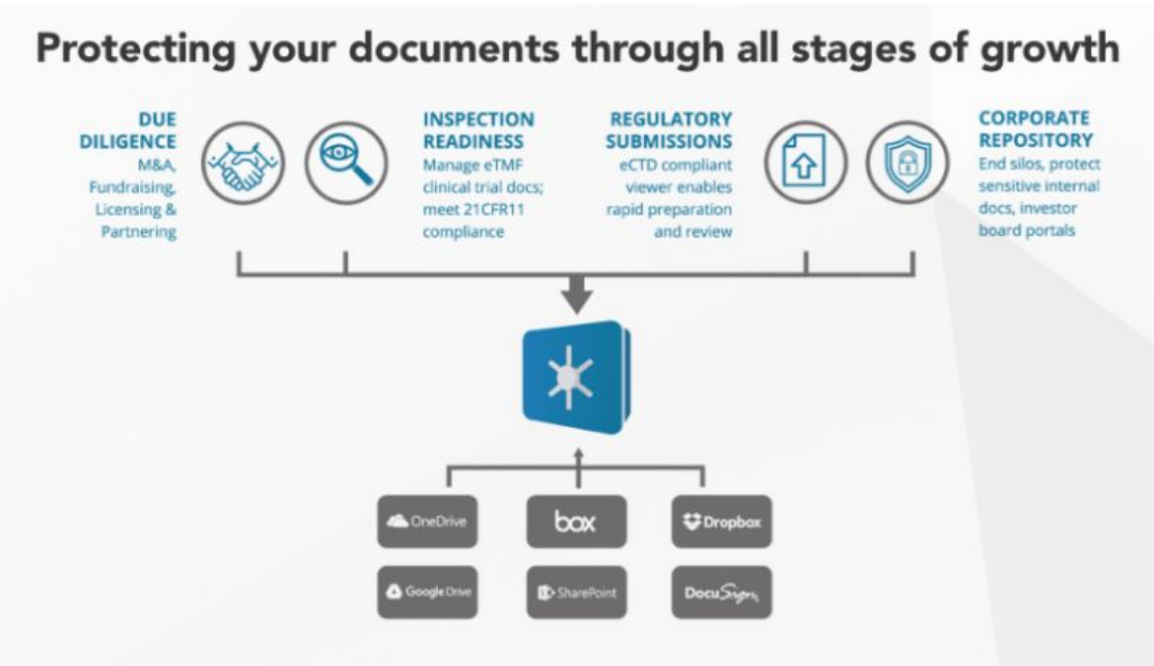 Protecting your documents through all stages of growth
DUE
DILIGENCE
M&A,
Fundraising,
Licensing &
Partnering
INSPECTION
READINESS
Manage eTMF
clinical trial docs;
meet 21CFR11
compliance
REGULATORY
SUBMISSIONS
eCTD compliant
viewer enables
rapid preparation
and review
CORPORATE
REPOSITORY
End silos, protect
sensitive internal
docs, investor
board portals
OneDrive
box
Dropbox
Google Drive
SharePoint
DocuSign